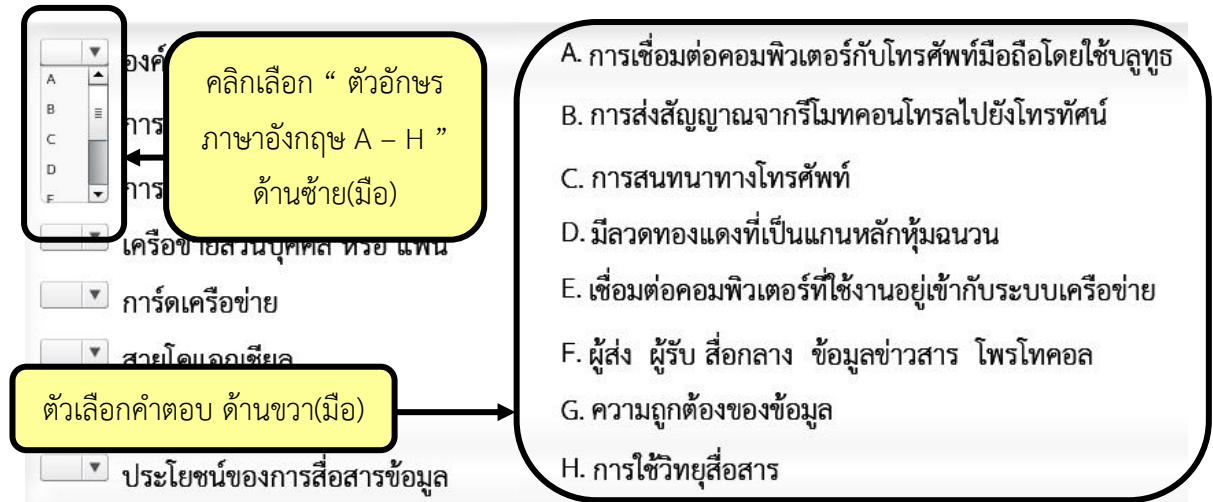 องค์
A
B
C
D
คลิกเลือก “ ตัวอักษร
ภาษาอังกฤษ A – H ”
ด้านซ้าย(มือ)
การ
การ
เครือข่ายส่วนบุคคล หรือ แพน
การ์ดเครือข่าย
สายโคแอกเชียล
ตัวเลือกคำตอบ ด้านขวา(มือ)
ประโยชน์ของการสื่อสารข้อมูล
A. การเชื่อมต่อคอมพิวเตอร์กับโทรศัพท์มือถือโดยใช้บลูทูธ
B. การส่งสัญญาณจากรีโมทคอนโทรลไปยังโทรทัศน์
C. การสนทนาทางโทรศัพท์
D. มีลวดทองแดงที่เป็นแกนหลักหุ้มฉนวน
E. เชื่อมต่อคอมพิวเตอร์ที่ใช้งานอยู่เข้ากับระบบเครือข่าย
F. ผู้ส่ง ผู้รับ สื่อกลาง ข้อมูลข่าวสาร โพรโทคอล
G. ความถูกต้องของข้อมูล
H. การใช้วิทยุสื่อสาร